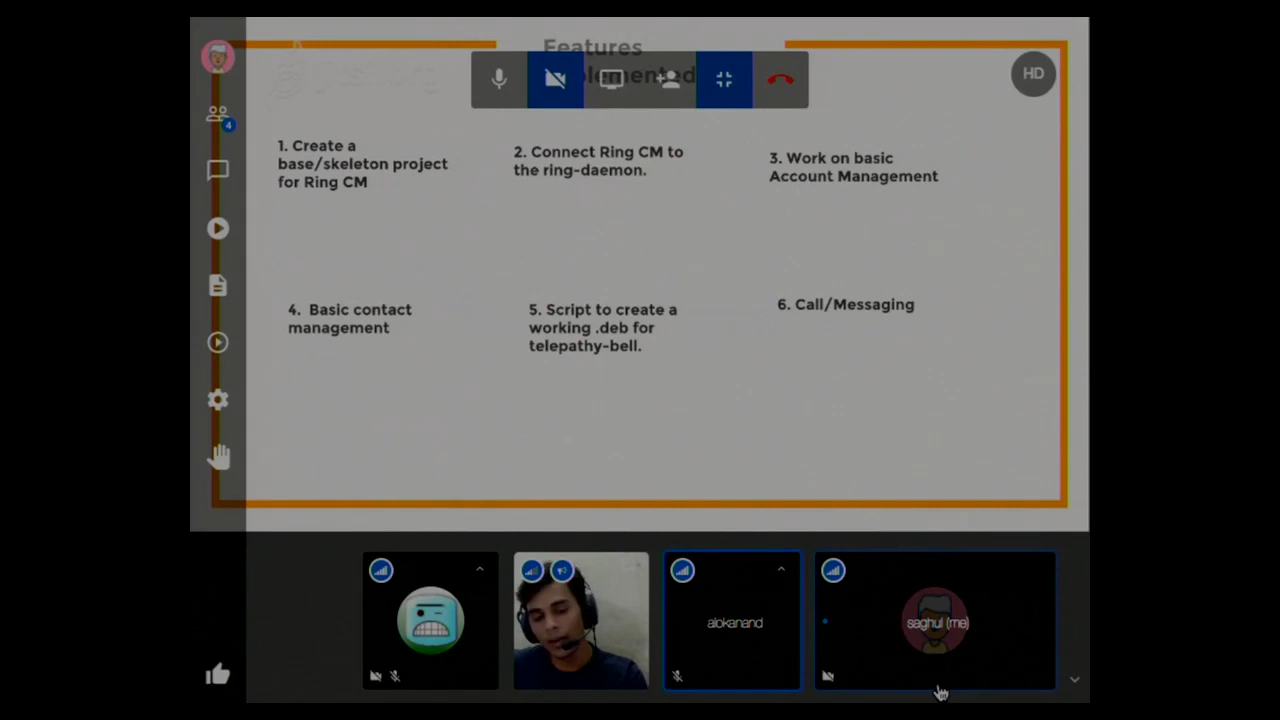 Features
HD
1. Create a
base/skeleton project
for Ring CM
2. Connect Ring CM to
the ring-daemon.
3. Work on basic
Account Management
4. Basic contact
management
5. Script to create a
working .deb for
telepathy-bell.
6. Call/Messaging
4
alokanand
saghul (me)